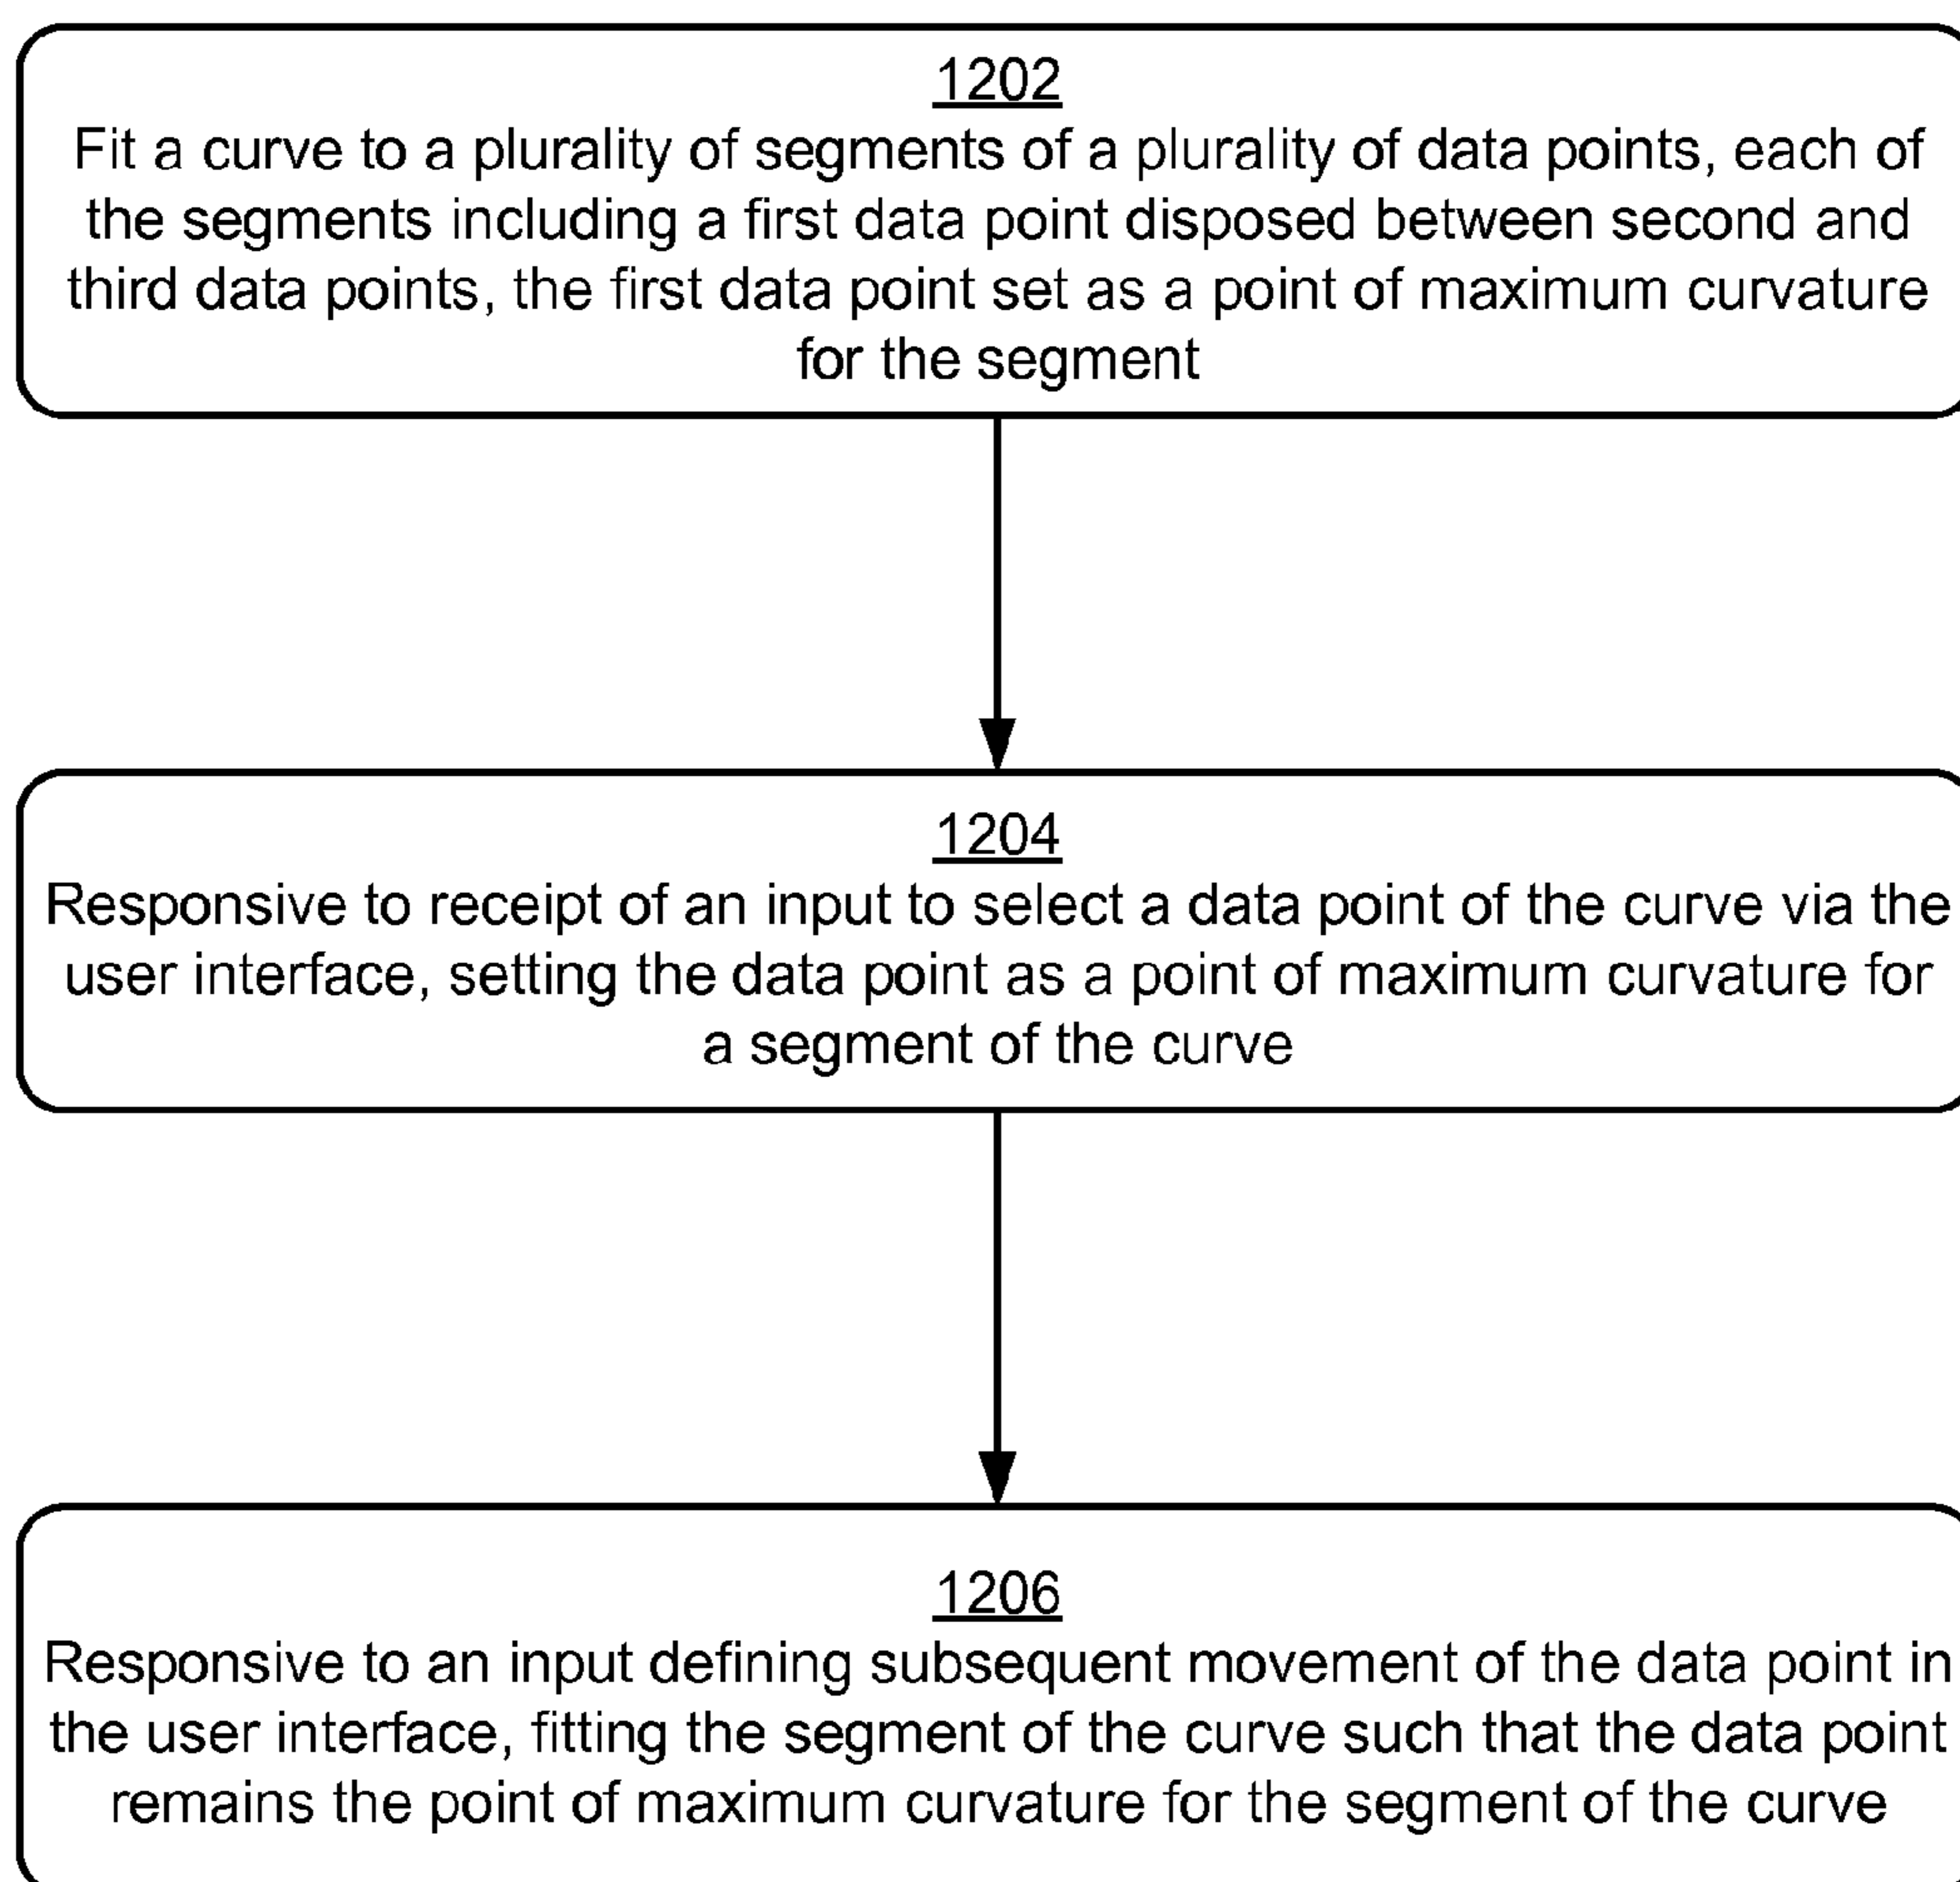 1202
Fit a curve to a plurality of segments of a plurality of data points, each of
the segments including a first data point disposed between second and
third data points, the first data point set as a point of maximum curvature
for the segment
1204
Responsive to receipt of an input to select a data point of the curve via the
user interface, setting the data point as a point of maximum curvature for
a segment of the curve
1206
Responsive to an input defining subsequent movement of the data point in
the user interface, fitting the segment of the curve such that the data point
remains the point of maximum curvature for the segment of the curve